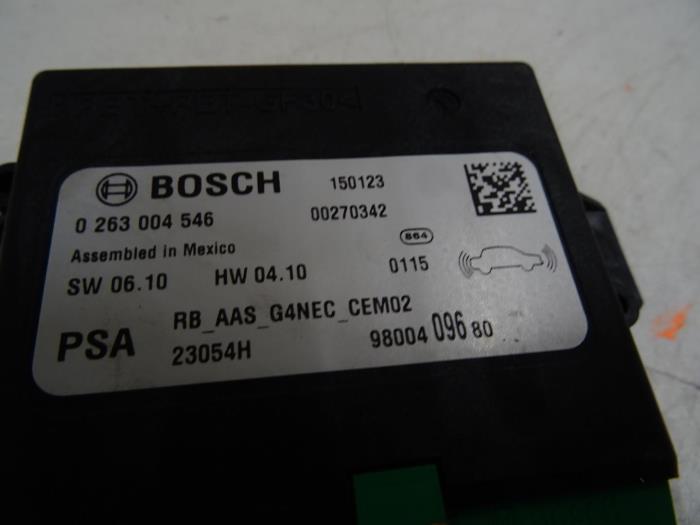 BOSCH 150123
0 263 004 546 00270342
Assembled in Mexico 864
SW 06.10 HW 04.10 0115
RB_AAS_G4NEC_CEM02
PSA 23054H 98004 096 80